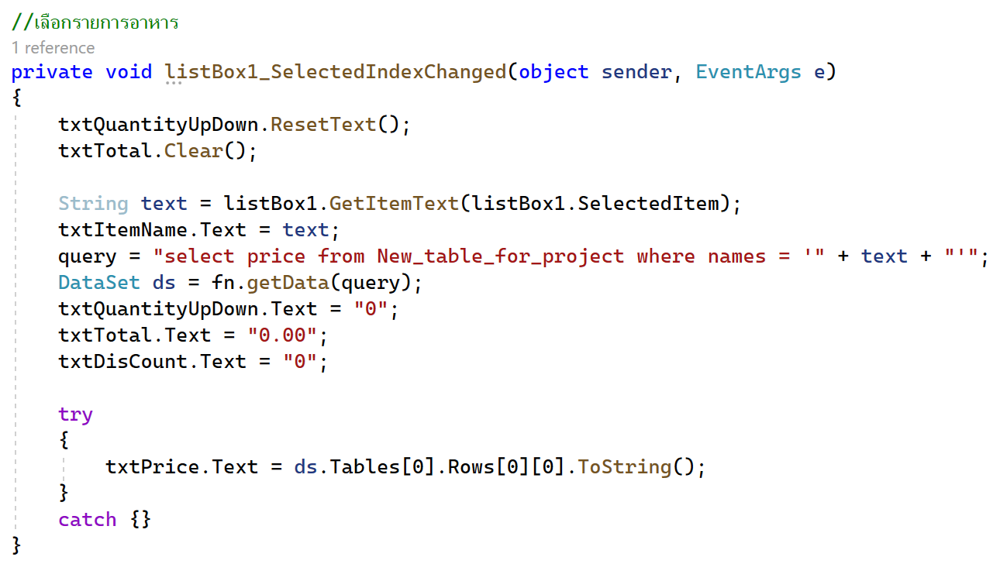 //เลือกรายการอาหาร
1 reference
private void listBox1_SelectedIndexChanged(object sender, EventArgs e)
{
    txtQuantityUpDown.ResetText();
    txtTotal.Clear();

    String text = listBox1.GetItemText(listBox1.SelectedItem);
    txtItemName.Text = text;
    query = "select price from New_table_for_project where names = '" + text + "'";
    DataSet ds = fn.getData(query);
    txtQuantityUpDown.Text = "0";
    txtTotal.Text = "0.00";
    txtDisCount.Text = "0";

    try
    {
        txtPrice.Text = ds.Tables[0].Rows[0][0].ToString();
    }
    catch {}
}